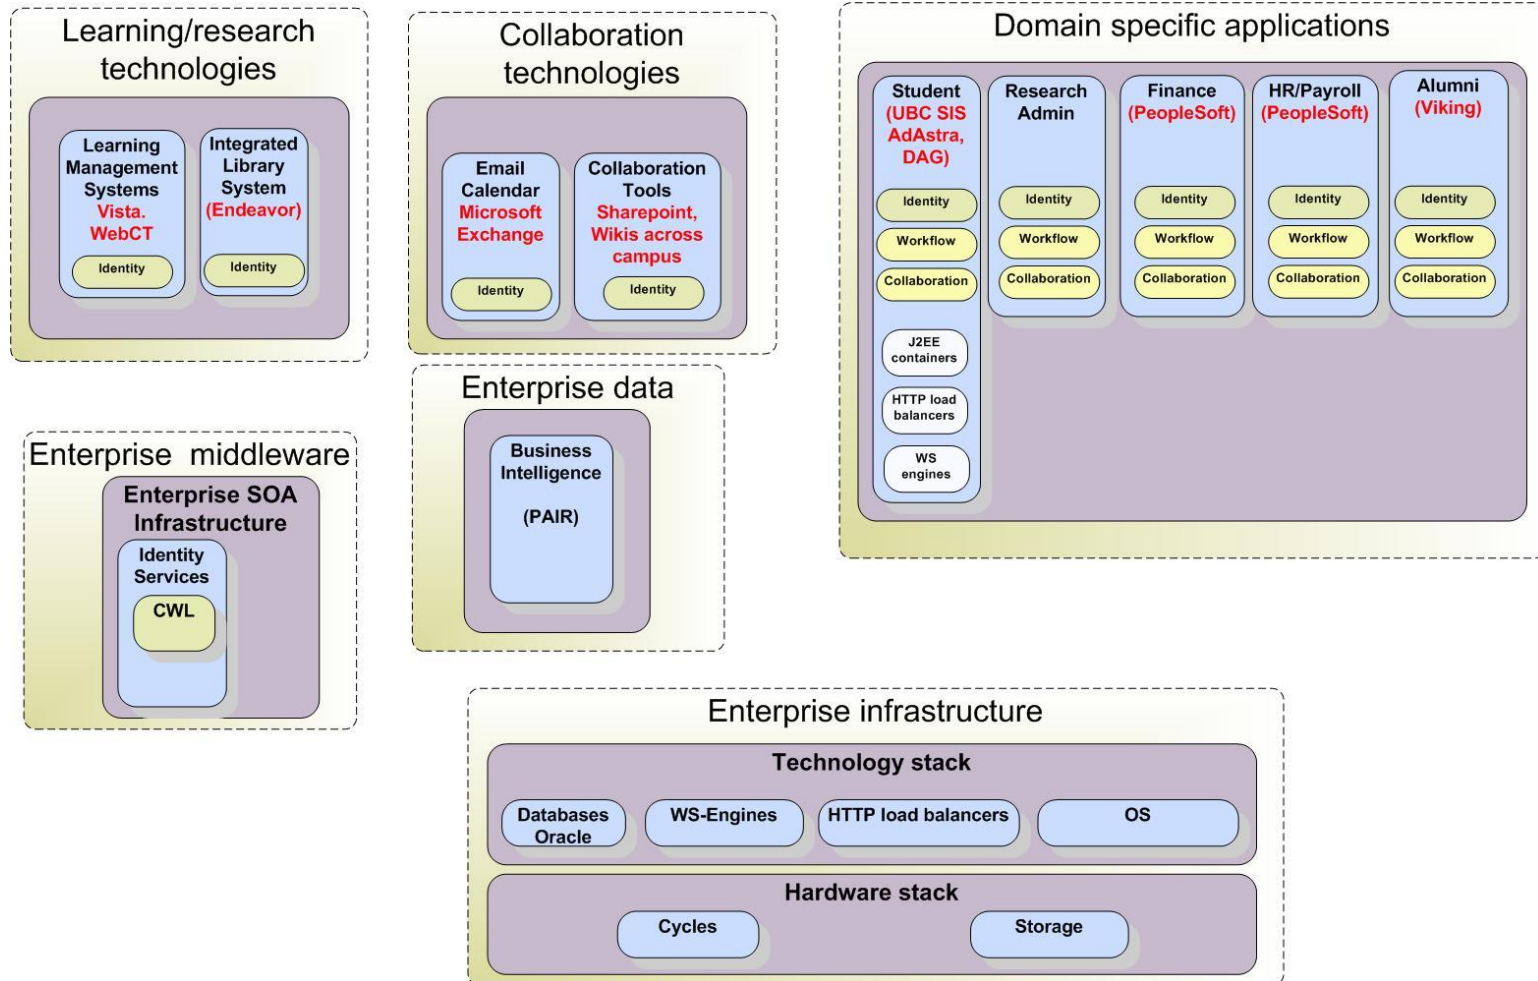 Learning/research
technologies
Learning
Management
Systems
Vista.
WebCT
Identity
Integrated
Library
System
(Endeavor)
Identity
Collaboration
technologies
Email
Calendar
Microsoft
Exchange
Identity
Collaboration
Tools
Sharepoint,
Wikis across
campus
Identity
Domain specific applications
Student
(UBC SIS
AdAstra,
DAG)
Identity
Workflow
Collaboration
J2EE
containers
HTTP load
balancers
WS
engines
Research
Admin
Identity
Workflow
Collaboration
Finance
(PeopleSoft)
Identity
Workflow
Collaboration
HR/Payroll
(PeopleSoft)
Identity
Workflow
Collaboration
Alumni
(Viking)
Identity
Workflow
Collaboration
Enterprise middleware
Enterprise SOA
Infrastructure
Identity
Services
CWL
Enterprise data
Business
Intelligence
(PAIR)
Enterprise infrastructure
Technology stack
Databases
Oracle
WS-Engines
HTTP load balancers
OS
Hardware stack
Cycles
Storage